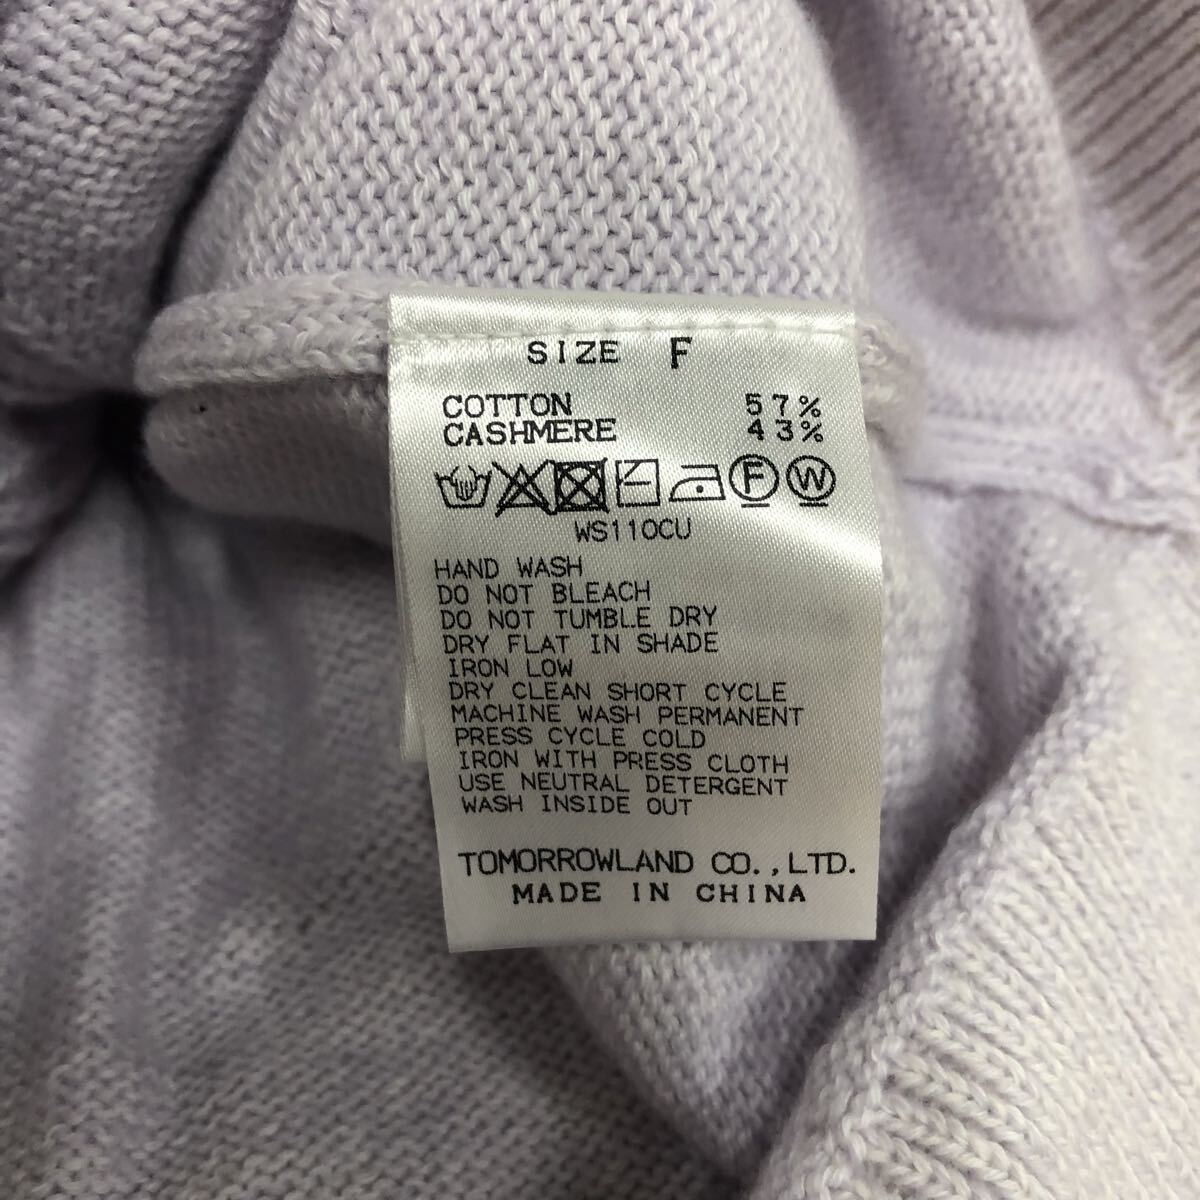 SIZE F
COTTON 57%
CASHMERE 43%
F W
WS110CU
HAND WASH
DO NOT BLEACH
DO NOT TUMBLE DRY
DRY FLAT IN SHADE
IRON LOW
DRY CLEAN SHORT CYCLE
MACHINE WASH PERMANENT
PRESS CYCLE COLD
IRON WITH PRESS CLOTH
USE NEUTRAL DETERGENT
WASH INSIDE OUT
TOMORROWLAND CO.,LTD.
MADE IN CHINA